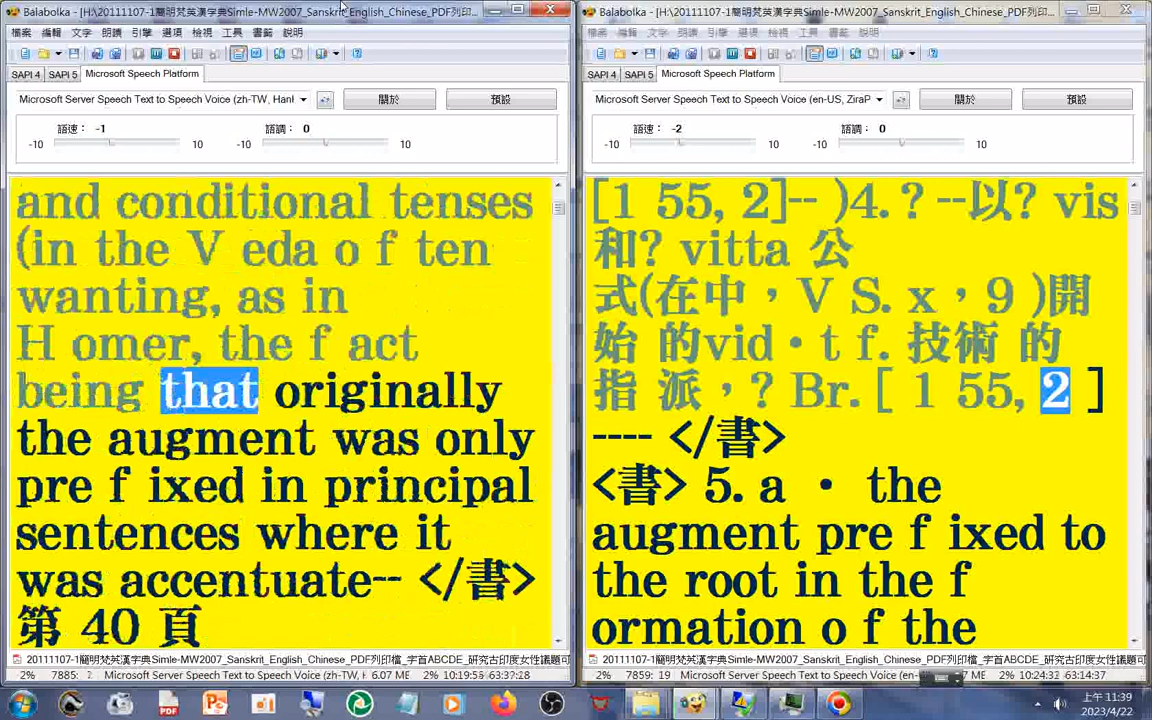 Balabolka - [H:\20111107-1簡明梵英漢字典Simle-MW2007_Sanskrit_English_Chinese_PDF列印...
檔案 編輯 文字 朗讀 引擎 選項 檢視 工具 書籤 說明
SAPI 4 SAPI 5 Microsoft Speech Platform
Microsoft Server Speech Text to Speech Voice (zh-TW, Hanl
關於 預設
語速: -1 語調: 0
-10 10 -10 10
and conditional tenses
(in the V eda o f ten
wanting, as in
H omer, the f act
being that originally
the augment was only
pre f ixed in principal
sentences where it
was accentuate-- </書>
第 40 頁
20111107-1簡明梵英漢字典Simle-MW2007_Sanskrit_English_Chinese_PDF列印檔_字首ABCDE_研究古印度女性議題可
2% 7885: ? Microsoft Server Speech Text to Speech Voice (zh-TW, H 6.07 ME 2% 10:19:55 63:37:28
Balabolka - [H:\20111107-1簡明梵英漢字典Simle-MW2007_Sanskrit_English_Chinese_PDF列印...
檔案 編輯 文字 朗讀 引擎 選項 檢視 工具 書籤 說明
SAPI 4 SAPI 5 Microsoft Speech Platform
Microsoft Server Speech Text to Speech Voice (en-US, ZiraP
關於 預設
語速: -2 語調: 0
-10 10 -10 10
[1 55, 2]-- )4. ? --以? vis
和? vitta 公
式(在中，V S. x，9 )開
始 的vid·t f. 技術 的
指 派，? Br. [ 1 55, 2 ]
---- </書>
<書> 5. a • the
augment pre f ixed to
the root in the f
ormation o f the
20111107-1簡明梵英漢字典Simle-MW2007_Sanskrit_English_Chinese_PDF列印檔_字首ABCDE_研究古印度女性議題可
2% 7859: 19 Microsoft Server Speech Text to Speech Voice (en-U 2% 10:24:32 63:14:37
上午 11:39
2023/4/22